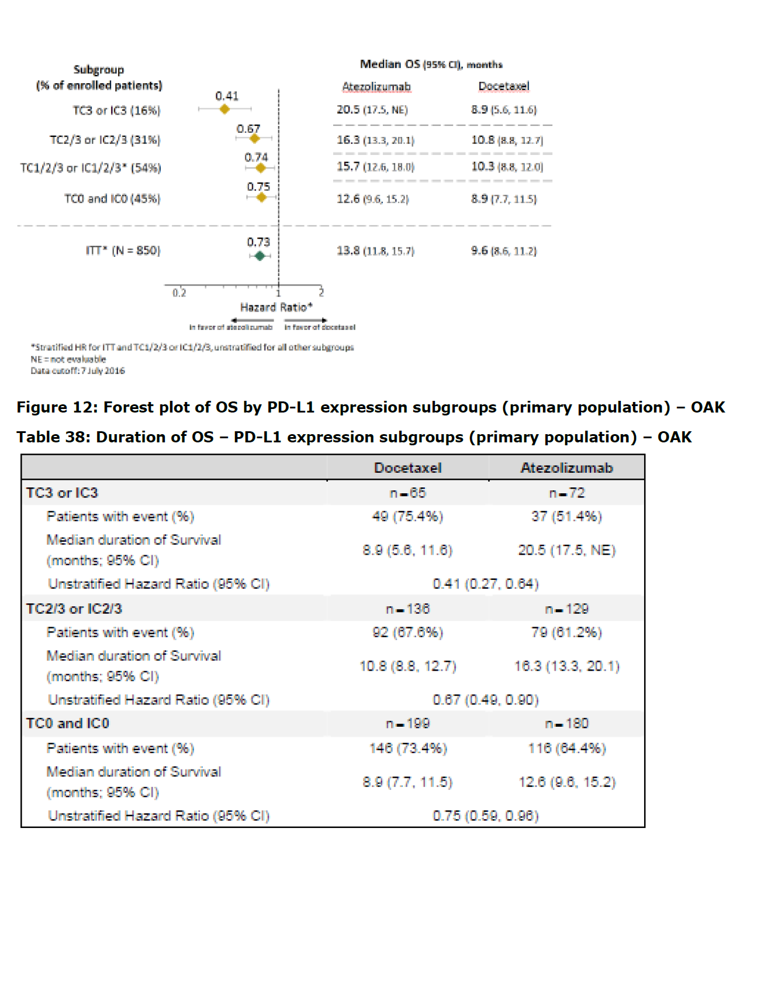 Median OS (95% CI), months
Subgroup
(% of enrolled patients)
Atezolizumab Docetaxel
0.41
TC3 or IC3 (16%) 20.5 (17.5, NE) 8.9 (5.6, 11.6)
0.67
TC2/3 or IC2/3 (31%) 16.3 (13.3, 20.1) 10.8 (8.8, 12.7)
0.74
TC1/2/3 or IC1/2/3* (54%) 15.7 (12.6, 18.0) 10.3 (8.8, 12.0)
0.75
TC0 and IC0 (45%) 12.6 (9.6, 15.2) 8.9 (7.7, 11.5)
0.73
ITT* (N = 850) 13.8 (11.8, 15.7) 9.6 (8.6, 11.2)
0.2 1 2
Hazard Ratio*
in favor of atezolizumab in favor of docetaxel
*Stratified HR for ITT and TC1/2/3 or IC1/2/3, unstratified for all other subgroups
NE = not evaluable
Data cutoff: 7 July 2016
Figure 12: Forest plot of OS by PD-L1 expression subgroups (primary population) – OAK
Table 38: Duration of OS – PD-L1 expression subgroups (primary population) – OAK
Docetaxel Atezolizumab
TC3 or IC3 n=65 n=72
Patients with event (%) 49 (75.4%) 37 (51.4%)
Median duration of Survival
(months; 95% CI) 8.9 (5.6, 11.6) 20.5 (17.5, NE)
Unstratified Hazard Ratio (95% CI) 0.41 (0.27, 0.64)
TC2/3 or IC2/3 n=136 n=129
Patients with event (%) 92 (67.6%) 79 (61.2%)
Median duration of Survival
(months; 95% CI) 10.8 (8.8, 12.7) 16.3 (13.3, 20.1)
Unstratified Hazard Ratio (95% CI) 0.67 (0.49, 0.90)
TC0 and IC0 n=199 n=180
Patients with event (%) 146 (73.4%) 116 (64.4%)
Median duration of Survival
(months; 95% CI) 8.9 (7.7, 11.5) 12.6 (9.6, 15.2)
Unstratified Hazard Ratio (95% CI) 0.75 (0.59, 0.96)